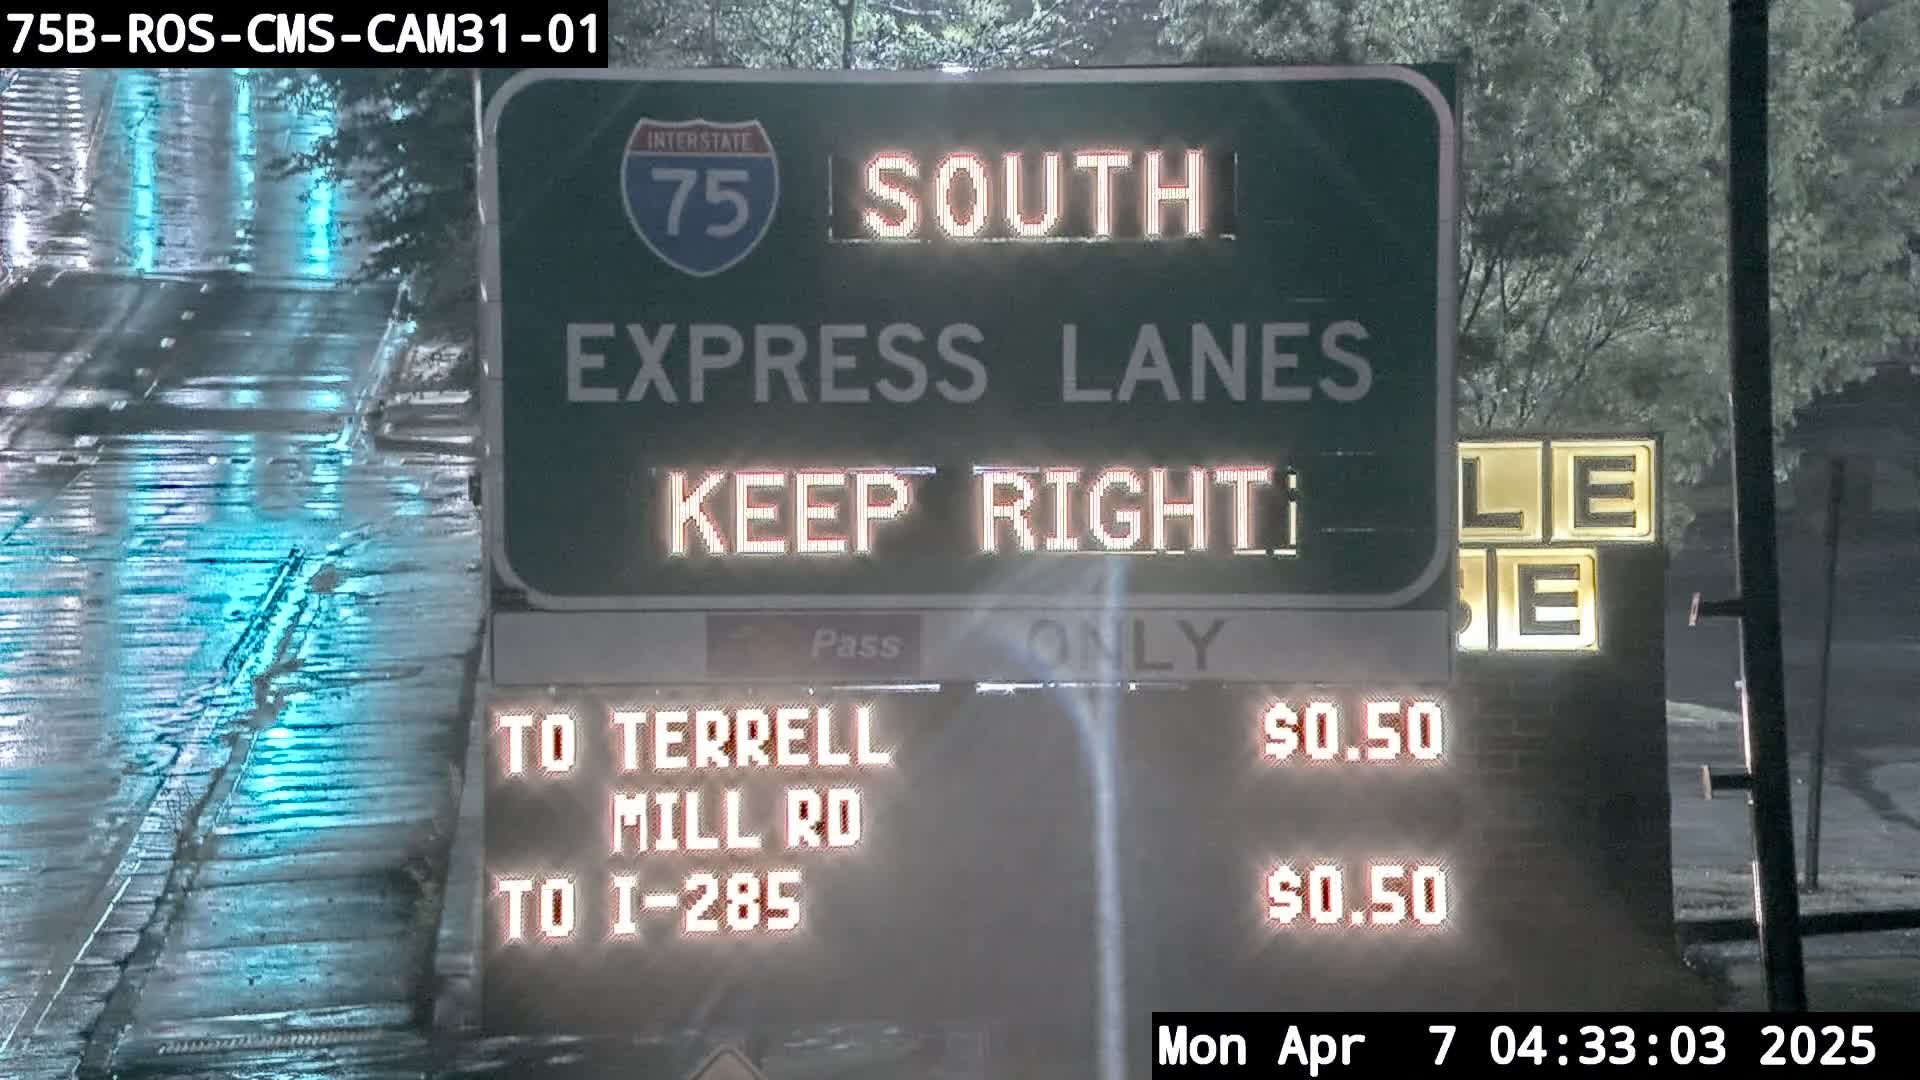 75B-ROS-CMS-CAM31-01
INTERSTATE
75
SOUTH
EXPRESS LANES
KEEP RIGHT
Pass ONLY
TO TERRELL $0.50
MILL RD
TO I-285 $0.50
LE
E
Mon Apr 7 04:33:03 2025